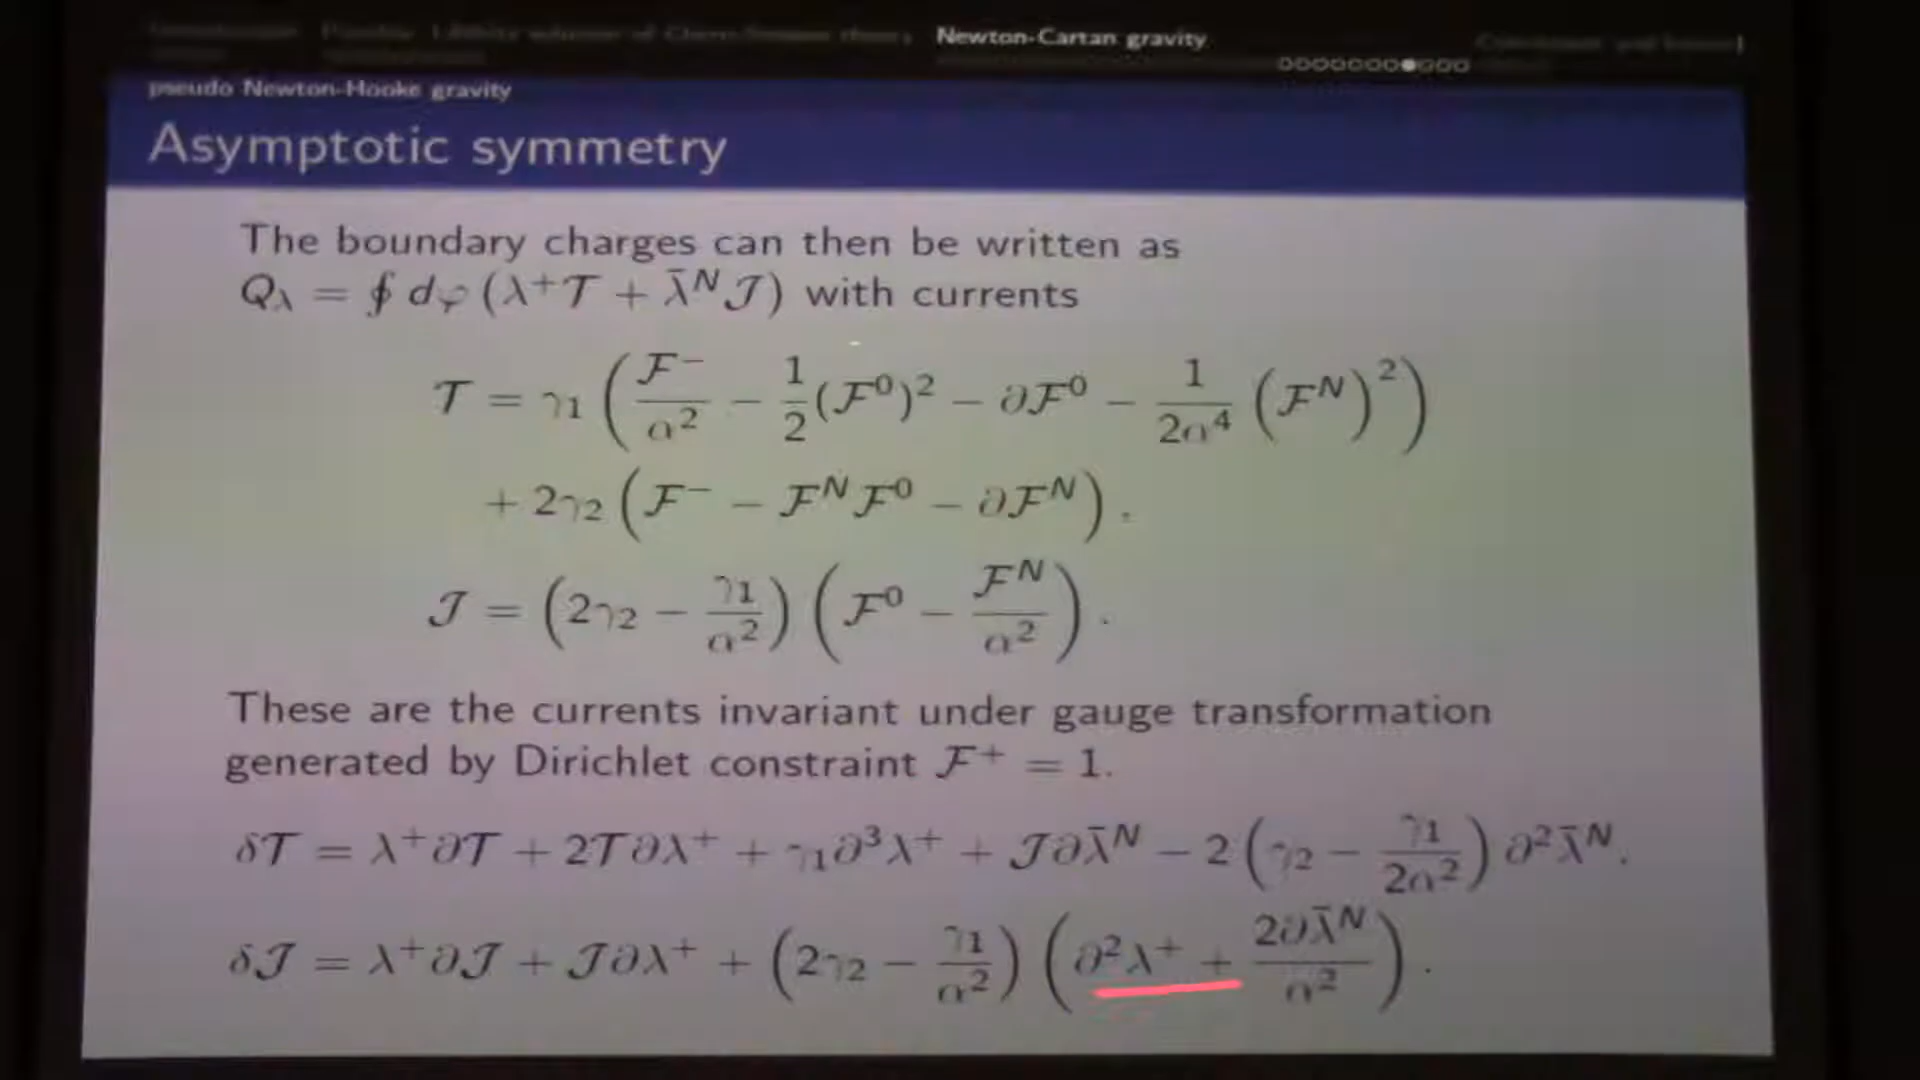 Newton-Cartan gravity
pseudo Newton-Hooke gravity
Asymptotic symmetry
The boundary charges can then be written as
Q_λ = ∮ dφ (λ⁺𝒯 + λ̄ᴺ𝒥) with currents
𝒯 = γ₁ (ℱ⁻/α² − 1/2 (ℱ⁰)² − ∂ℱ⁰ − 1/(2α⁴) (ℱᴺ)²)
+ 2γ₂ (ℱ⁻ − ℱᴺℱ⁰ − ∂ℱᴺ) ,
𝒥 = (2γ₂ − γ₁/α²) (ℱ⁰ − ℱᴺ/α²) .
These are the currents invariant under gauge transformation
generated by Dirichlet constraint ℱ⁺ = 1.
δ𝒯 = λ⁺∂𝒯 + 2𝒯∂λ⁺ + γ₁∂³λ⁺ + 𝒥∂λ̄ᴺ − 2 (γ₂ − γ₁/(2α²)) ∂²λ̄ᴺ ,
δ𝒥 = λ⁺∂𝒥 + 𝒥∂λ⁺ + (2γ₂ − γ₁/α²) (∂²λ⁺ + 2∂λ̄ᴺ/α²) .